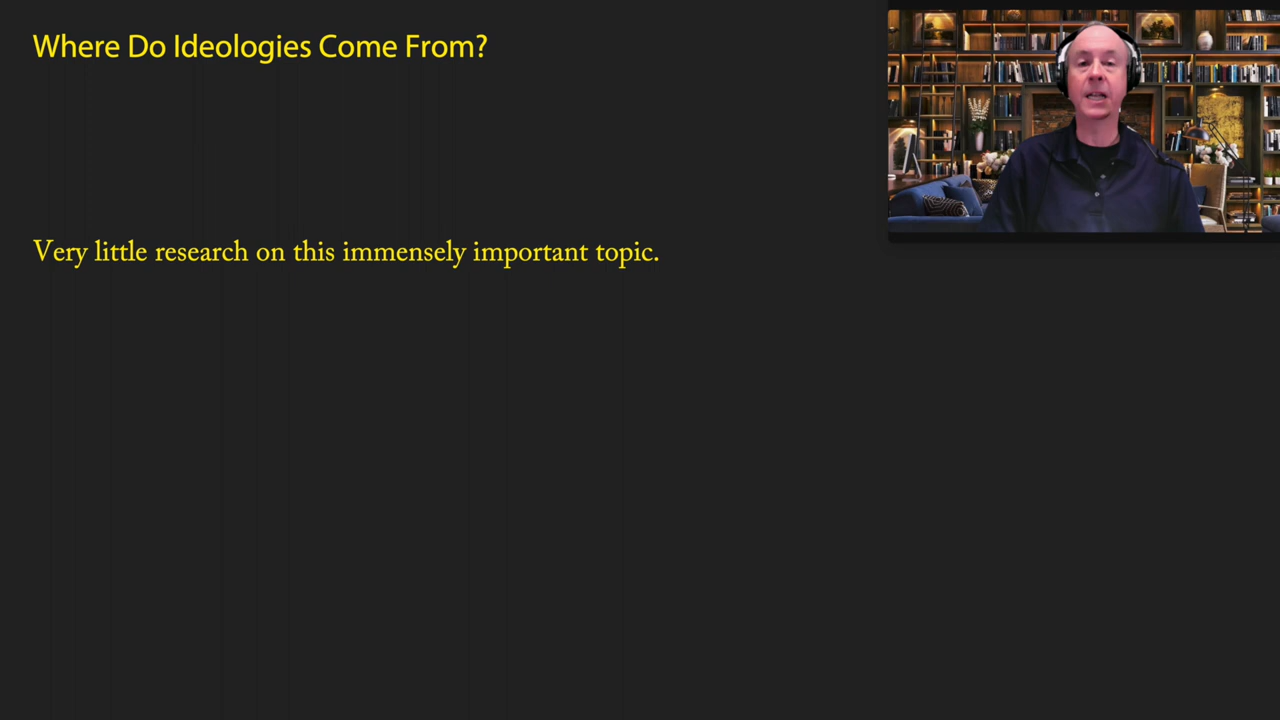 Where Do Ideologies Come From?
Very little research on this immensely important topic.